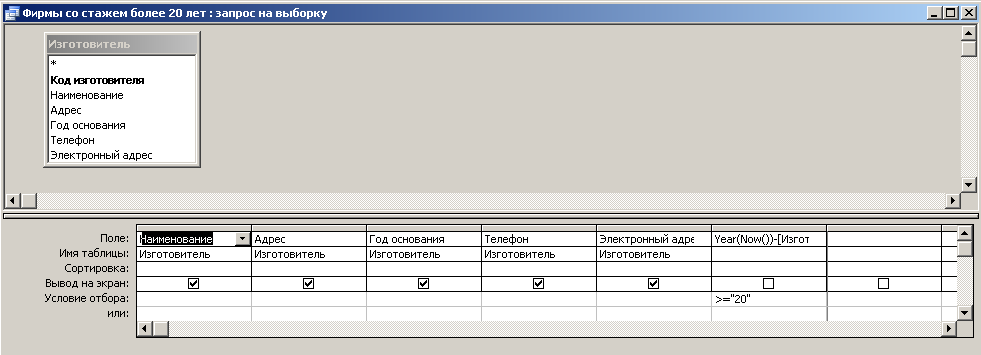 Фирмы со стажем более 20 лет : запрос на выборку
Изготовитель
*
Код изготовителя
Наименование
Адрес
Год основания
Телефон
Электронный адрес
Поле: Наименование Адрес Год основания Телефон Электронный адре Year(Now())-[Изгот
Имя таблицы: Изготовитель Изготовитель Изготовитель Изготовитель Изготовитель
Сортировка:
Вывод на экран:
Условие отбора: >="20"
или: